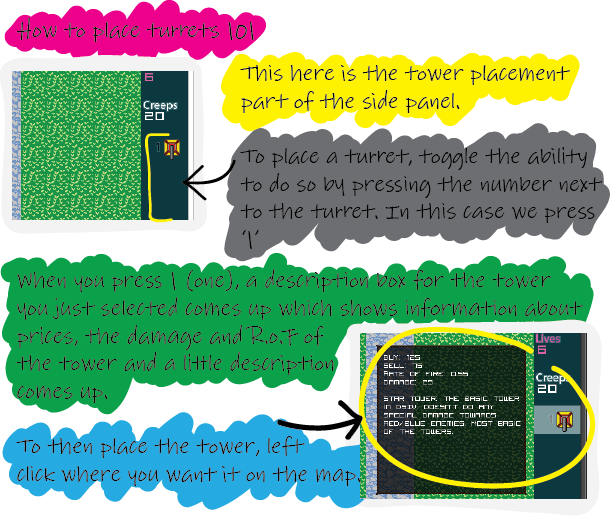 How to place turrets 101
This here is the tower placement
part of the side panel.
6
Creeps
20
1
To place a turret, toggle the ability
to do so by pressing the number next
to the turret. In this case we press
'1'
When you press 1 (one), a description box for the tower
you just selected comes up which shows information about
prices, the damage and R.o.F of
the tower and a little description
comes up.
Lives
6
Creeps
20
BUY: 125
SELL: 75
RATE OF FIRE: 0.55
DAMAGE: 25
STAR TOWER: THE BASIC TOWER
IN DSIV. DOESN'T DO ANY
SPECIAL DAMAGE TOWARDS
RED/BLUE ENEMIES. MOST BASIC
OF THE TOWERS.
To then place the tower, left
click where you want it on the map.